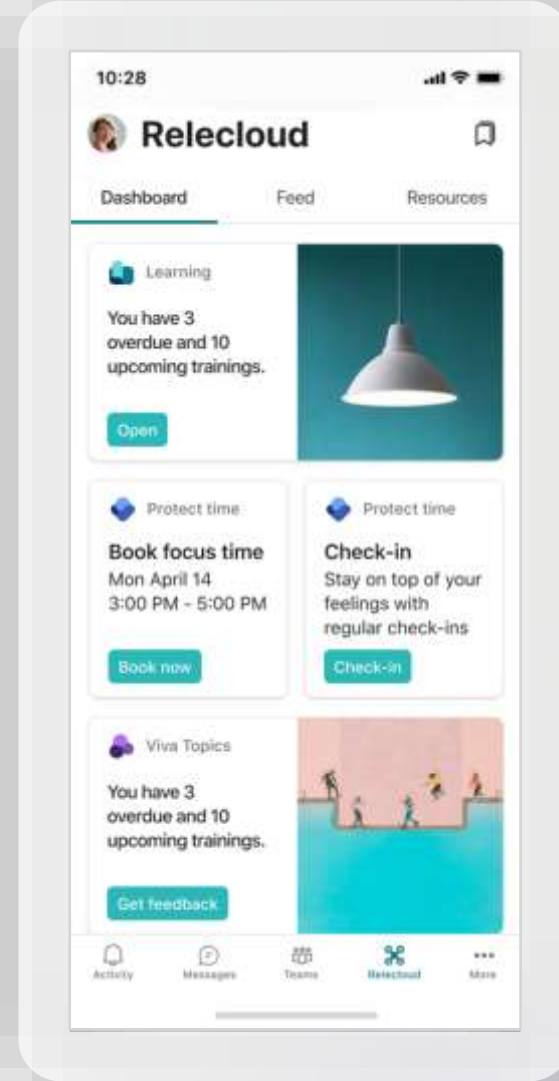 10:28
Relecloud
Dashboard
Feed
Resources
Learning
You have 3
overdue and 10
upcoming trainings.
Open
Protect time
Book focus time
Mon April 14
3:00 PM - 5:00 PM
Book now
Protect time
Check-in
Stay on top of your
feelings with
regular check-ins
Check-in
Viva Topics
You have 3
overdue and 10
upcoming trainings.
Get feedback
Activity
Messages
Teams
Relecloud
More